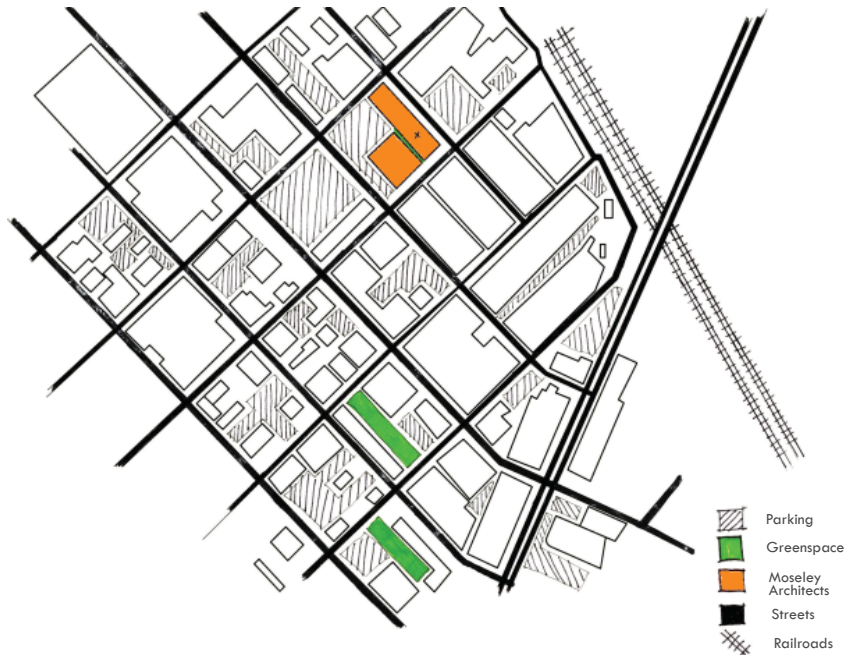 Parking
Greenspace
Moseley
Architects
Streets
Railroads